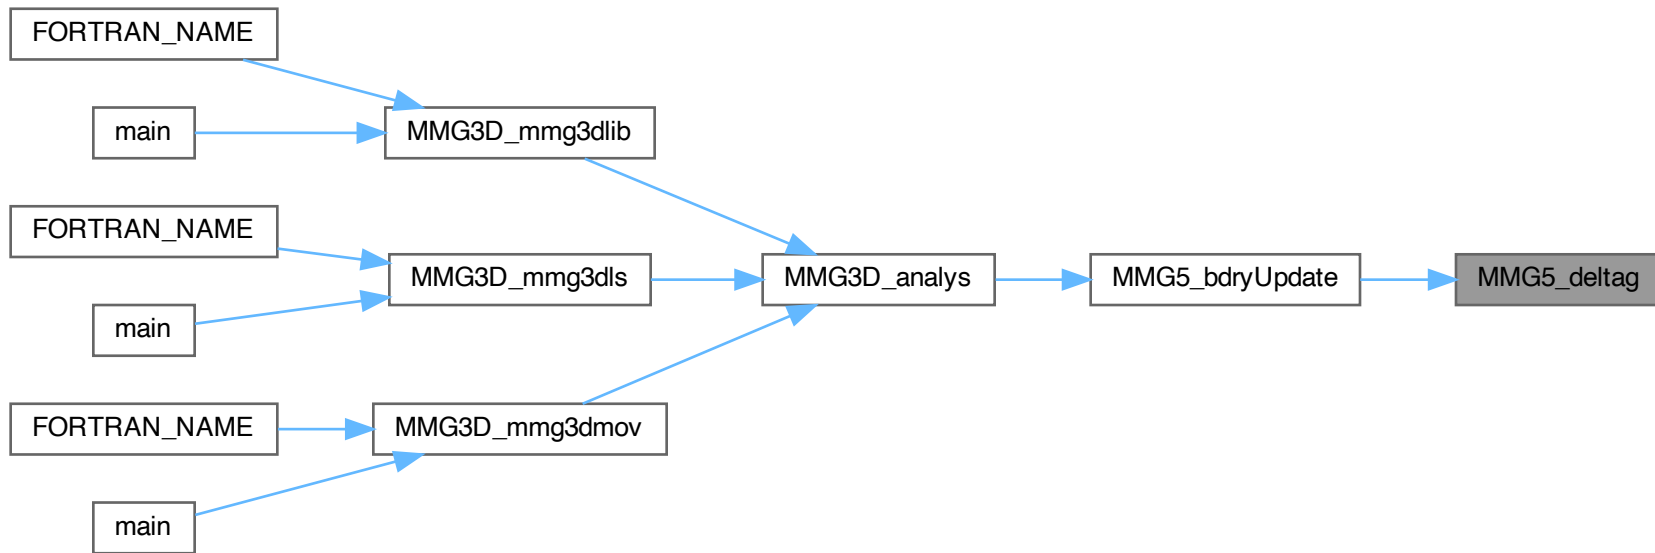 FORTRAN_NAME
main
MMG3D_mmg3dlib
FORTRAN_NAME
main
MMG3D_mmg3dls
MMG3D_analys
MMG5_bdryUpdate
MMG5_deltag
FORTRAN_NAME
MMG3D_mmg3dmov
main